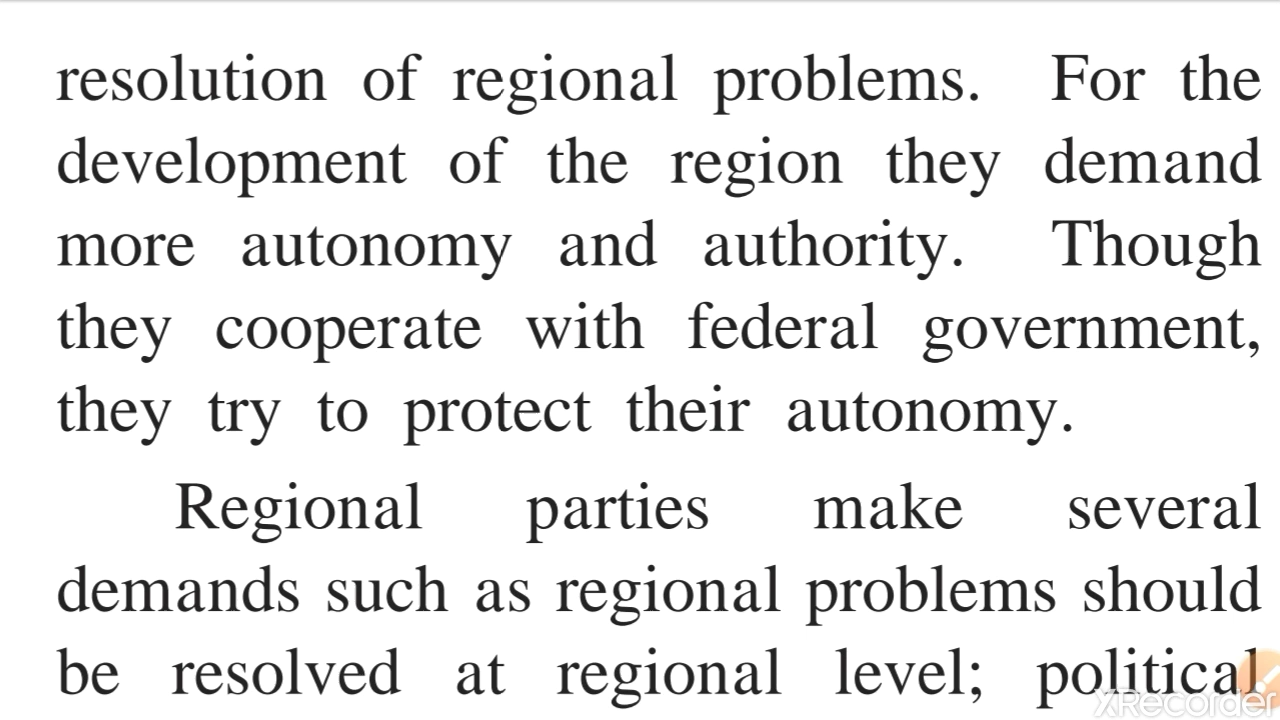 resolution of regional problems. For the
development of the region they demand
more autonomy and authority. Though
they cooperate with federal government,
they try to protect their autonomy.
Regional parties make several
demands such as regional problems should
be resolved at regional level; political
XRecorder